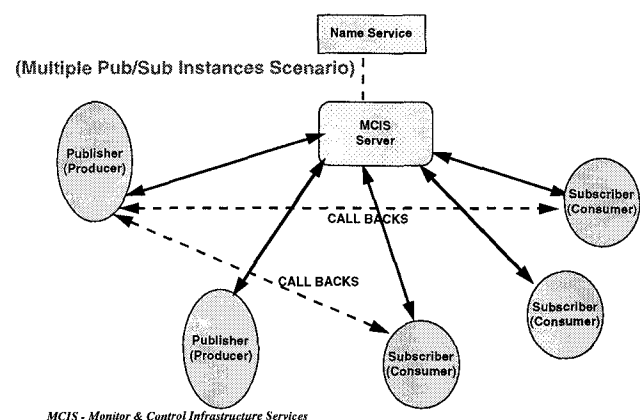 Name Service
(Multiple Pub/Sub Instances Scenario)
MCIS
Server
Publisher
(Producer)
Subscriber
(Consumer)
CALL BACKS
CALL BACKS
Subscriber
(Consumer)
Publisher
(Producer)
Subscriber
(Consumer)
MCIS - Monitor & Control Infrastructure Services